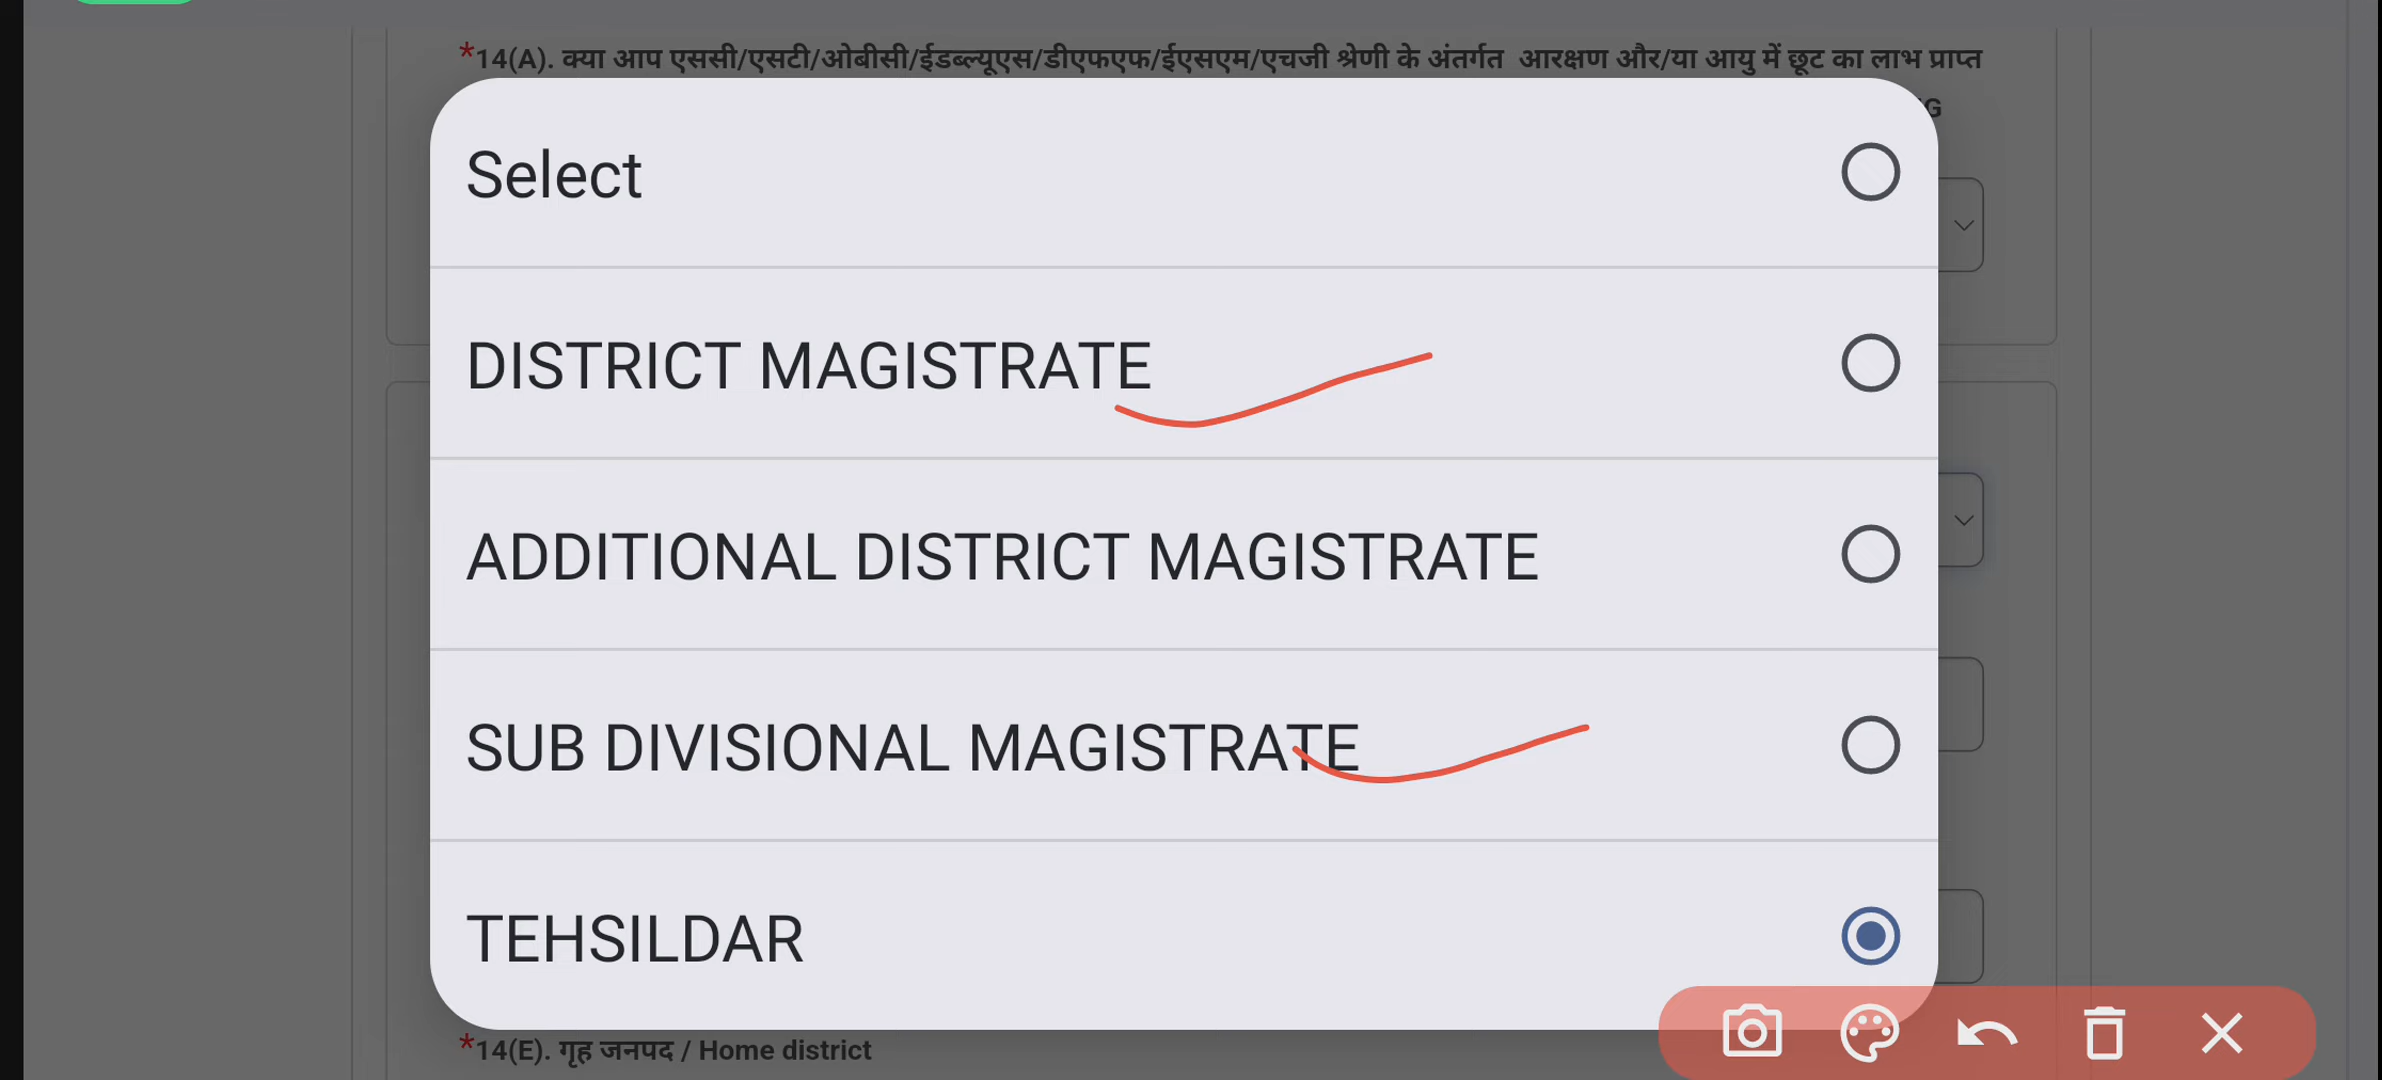 *14(A). क्या आप एससी/एसटी/ओबीसी/ईडब्ल्यूएस/डीएफएफ/ईएसएम/एचजी श्रेणी के अंतर्गत आरक्षण और/या आयु में छूट का लाभ प्राप्त
G
Select
DISTRICT MAGISTRATE
ADDITIONAL DISTRICT MAGISTRATE
SUB DIVISIONAL MAGISTRATE
TEHSILDAR
*14(E). गृह जनपद / Home district